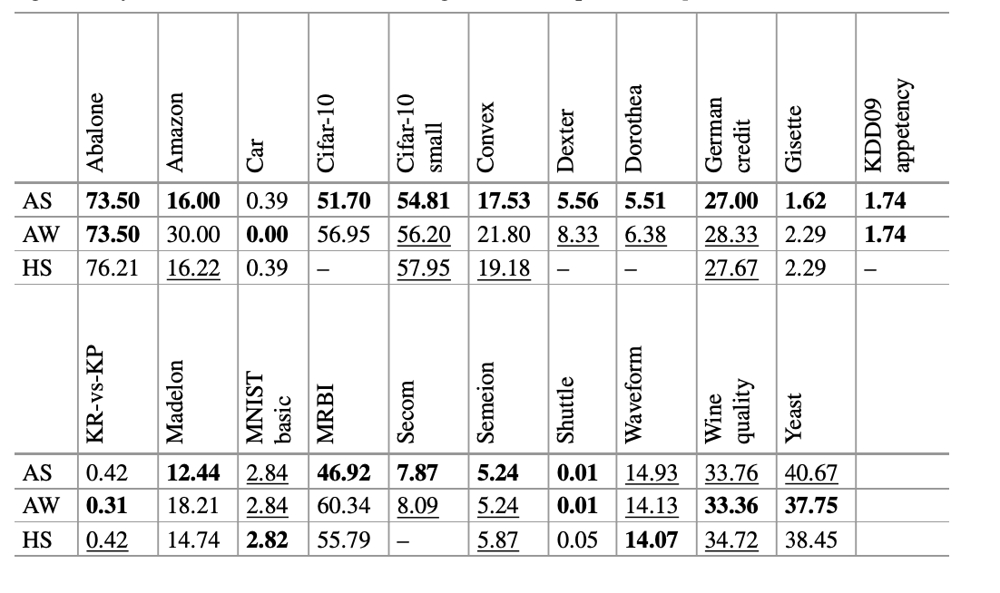 Abalone Amazon Car Cifar-10 Cifar-10 small Convex Dexter Dorothea German credit Gisette KDD09 appetency
AS 73.50 16.00 0.39 51.70 54.81 17.53 5.56 5.51 27.00 1.62 1.74
AW 73.50 30.00 0.00 56.95 56.20 21.80 8.33 6.38 28.33 2.29 1.74
HS 76.21 16.22 0.39 – 57.95 19.18 – – 27.67 2.29 –
KR-vs-KP Madelon MNIST basic MRBI Secom Semeion Shuttle Waveform Wine quality Yeast
AS 0.42 12.44 2.84 46.92 7.87 5.24 0.01 14.93 33.76 40.67
AW 0.31 18.21 2.84 60.34 8.09 5.24 0.01 14.13 33.36 37.75
HS 0.42 14.74 2.82 55.79 – 5.87 0.05 14.07 34.72 38.45